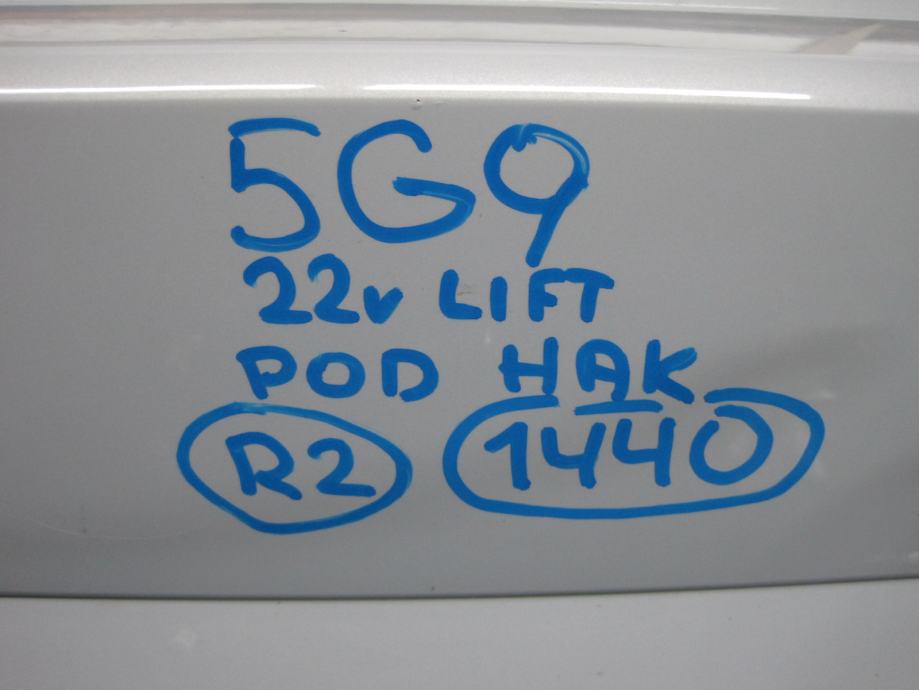 5G9
22v LIFT
POD HAK
R2 1440